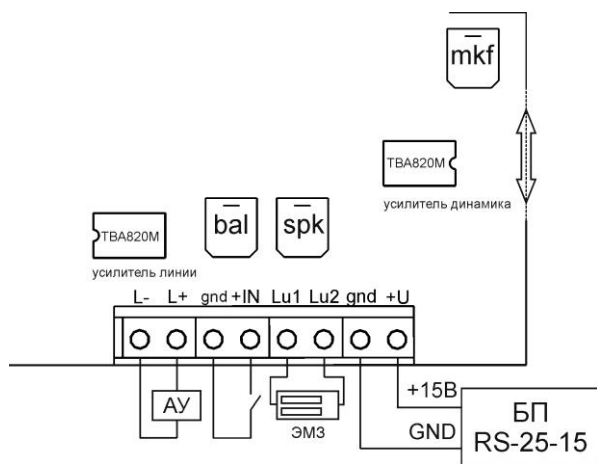 mkf
TBA820M
усилитель динамика
bal
spk
TBA820M
усилитель линии
L- L+ gnd +IN Lu1 Lu2 gnd +U
АУ
ЭМЗ
+15В
GND
БП
RS-25-15